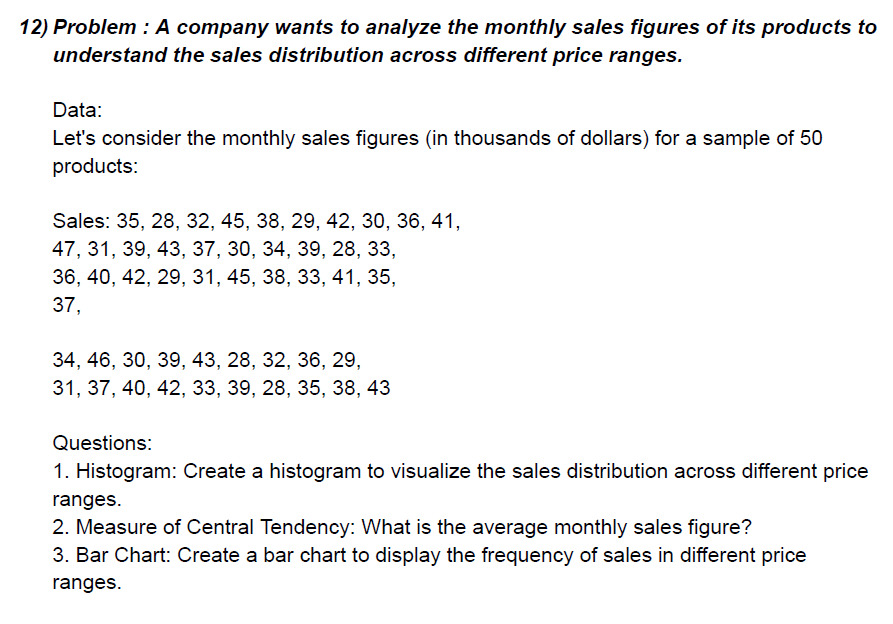 12) Problem : A company wants to analyze the monthly sales figures of its products to
understand the sales distribution across different price ranges.
Data:
Let's consider the monthly sales figures (in thousands of dollars) for a sample of 50
products:
Sales: 35, 28, 32, 45, 38, 29, 42, 30, 36, 41,
47, 31, 39, 43, 37, 30, 34, 39, 28, 33,
36, 40, 42, 29, 31, 45, 38, 33, 41, 35,
37,
34, 46, 30, 39, 43, 28, 32, 36, 29,
31, 37, 40, 42, 33, 39, 28, 35, 38, 43
Questions:
1. Histogram: Create a histogram to visualize the sales distribution across different price
ranges.
2. Measure of Central Tendency: What is the average monthly sales figure?
3. Bar Chart: Create a bar chart to display the frequency of sales in different price
ranges.